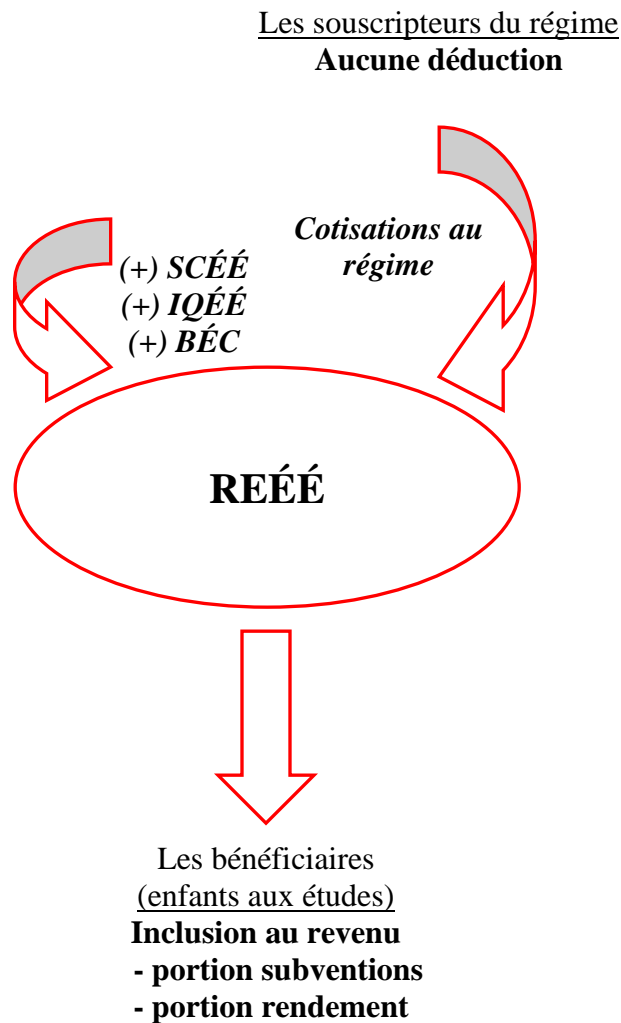 Les souscripteurs du régime
Aucune déduction
Cotisations au
régime
(+) SCÉÉ
(+) IQÉÉ
(+) BÉC
REÉÉ
Les bénéficiaires
(enfants aux études)
Inclusion au revenu
- portion subventions
- portion rendement